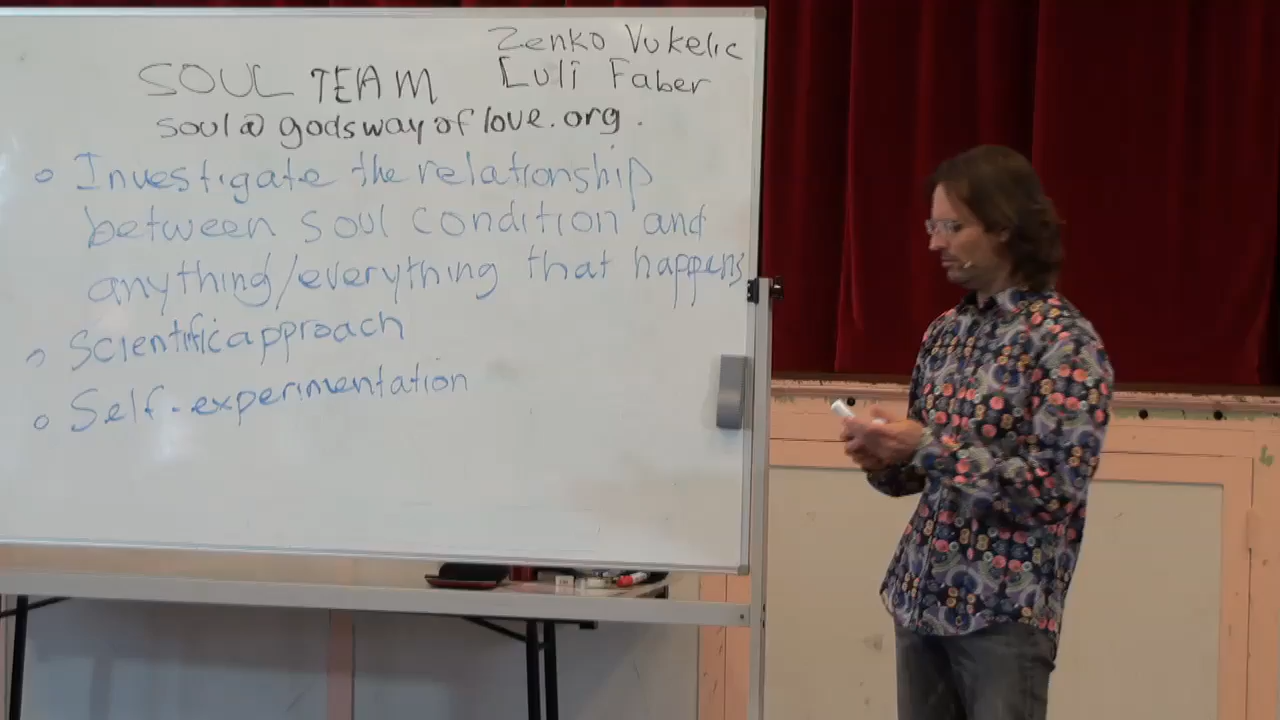 Zenko Vukelic
SOUL TEAM Luli Faber
soul@godswayoflove.org.
Investigate the relationship
between soul condition and
anything/everything that happens
Scientific approach
Self-experimentation